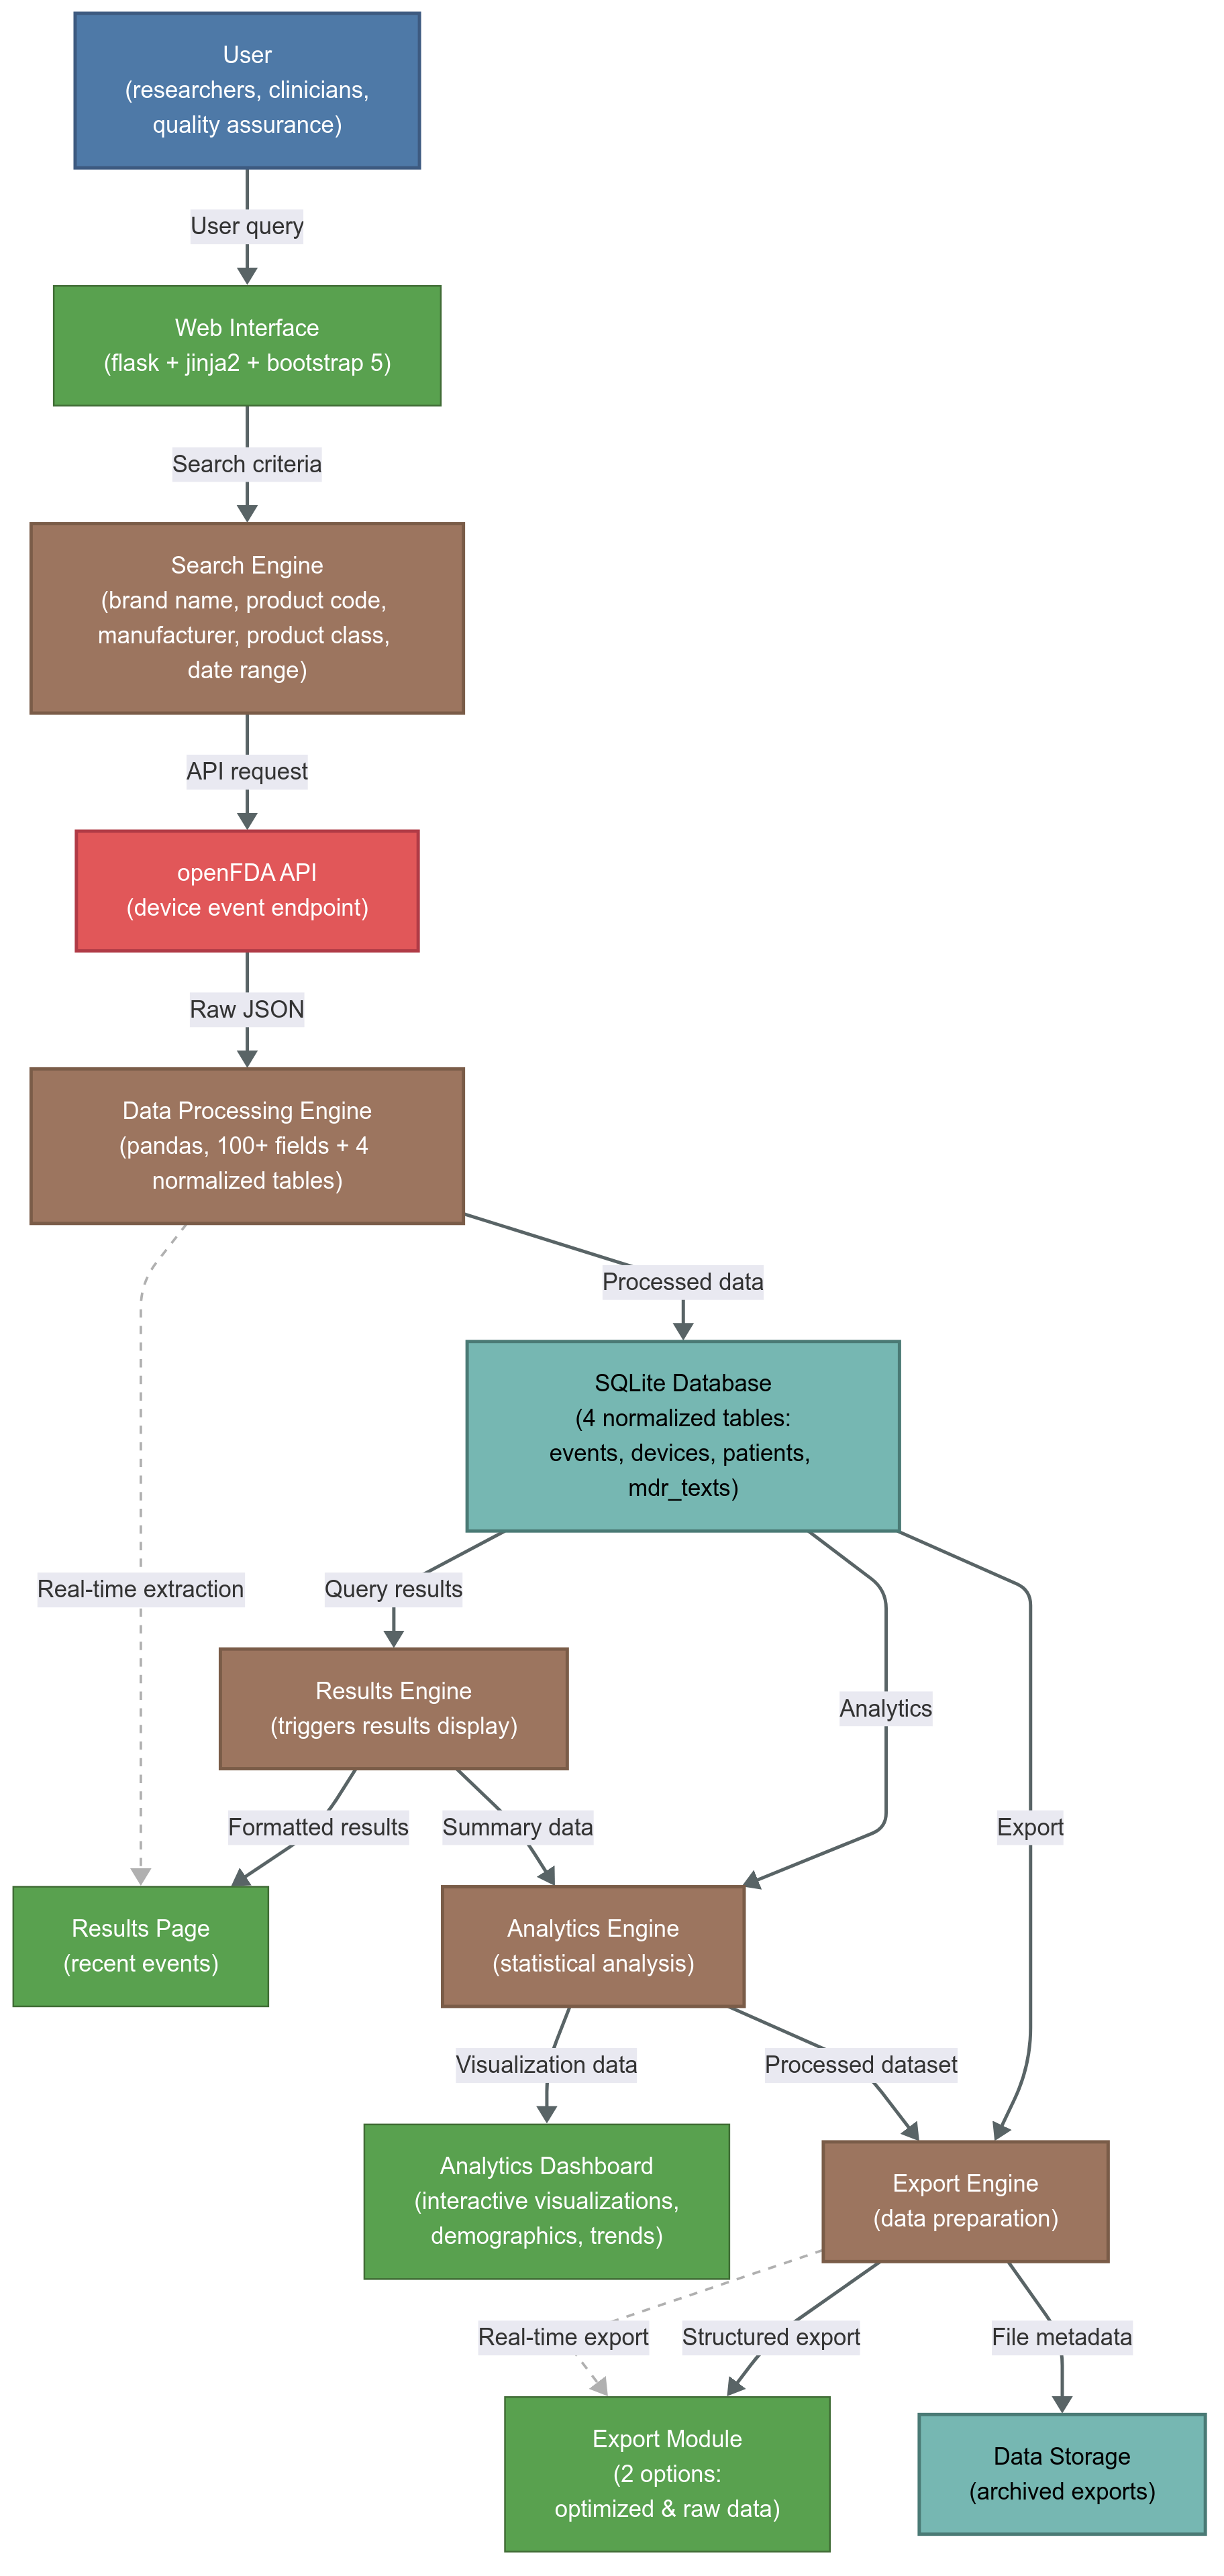 User
(researchers, clinicians,
quality assurance)
User query
Web Interface
(flask + jinja2 + bootstrap 5)
Search criteria
Search Engine
(brand name, product code,
manufacturer, product class,
date range)
API request
openFDA API
(device event endpoint)
Raw JSON
Data Processing Engine
(pandas, 100+ fields + 4
normalized tables)
Processed data
SQLite Database
(4 normalized tables:
events, devices, patients,
mdr_texts)
Real-time extraction
Query results
Results Engine
(triggers results display)
Analytics
Formatted results
Summary data
Export
Results Page
(recent events)
Analytics Engine
(statistical analysis)
Visualization data
Processed dataset
Analytics Dashboard
(interactive visualizations,
demographics, trends)
Export Engine
(data preparation)
Real-time export
Structured export
File metadata
Export Module
(2 options:
optimized & raw data)
Data Storage
(archived exports)